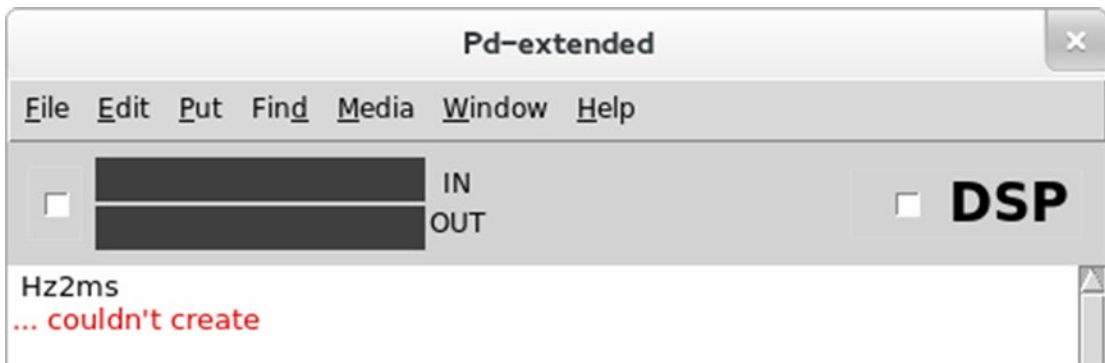 Pd-extended
×
File Edit Put Find Media Window Help
IN
OUT
DSP
Hz2ms
... couldn't create